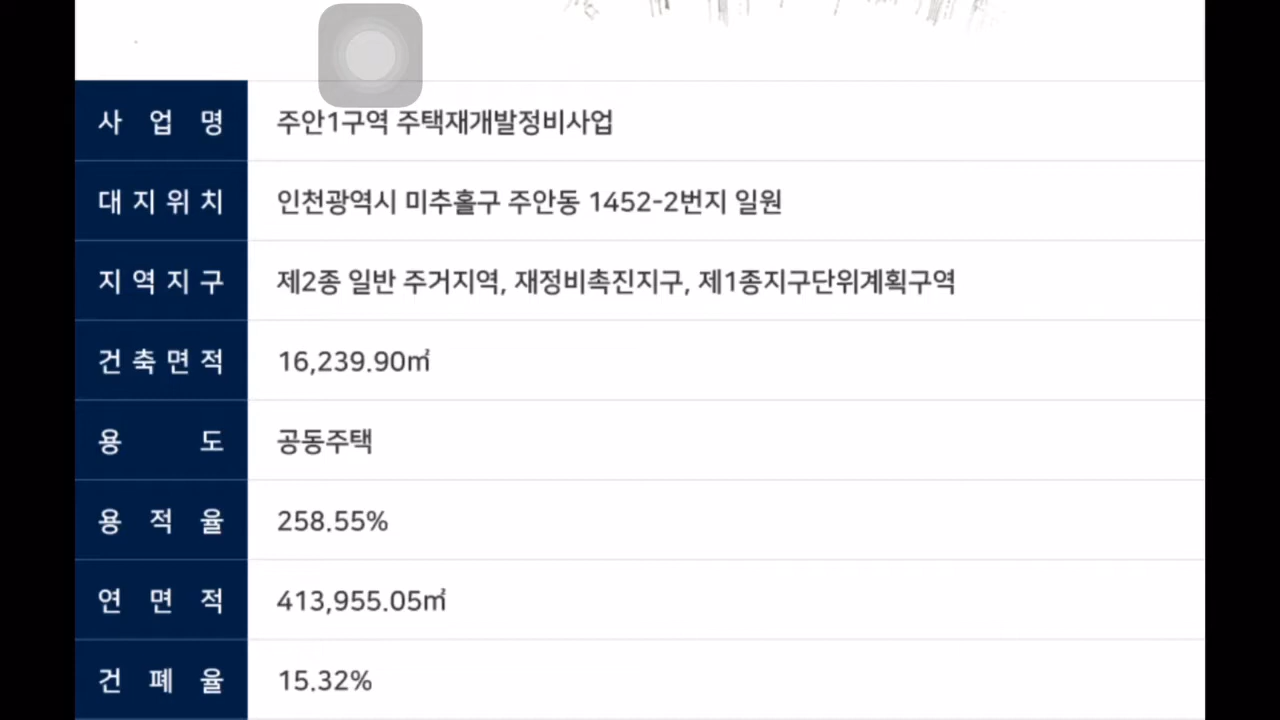 사업명 주안1구역 주택재개발정비사업
대지위치 인천광역시 미추홀구 주안동 1452-2번지 일원
지역지구 제2종 일반 주거지역, 재정비촉진지구, 제1종지구단위계획구역
건축면적 16,239.90㎡
용도 공동주택
용적율 258.55%
연면적 413,955.05㎡
건폐율 15.32%